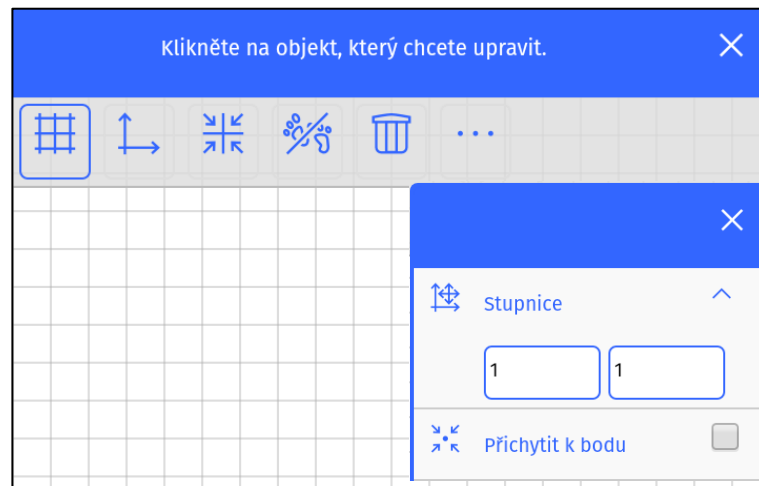 Klikněte na objekt, který chcete upravit.
Stupnice
1 1
Přichytit k bodu